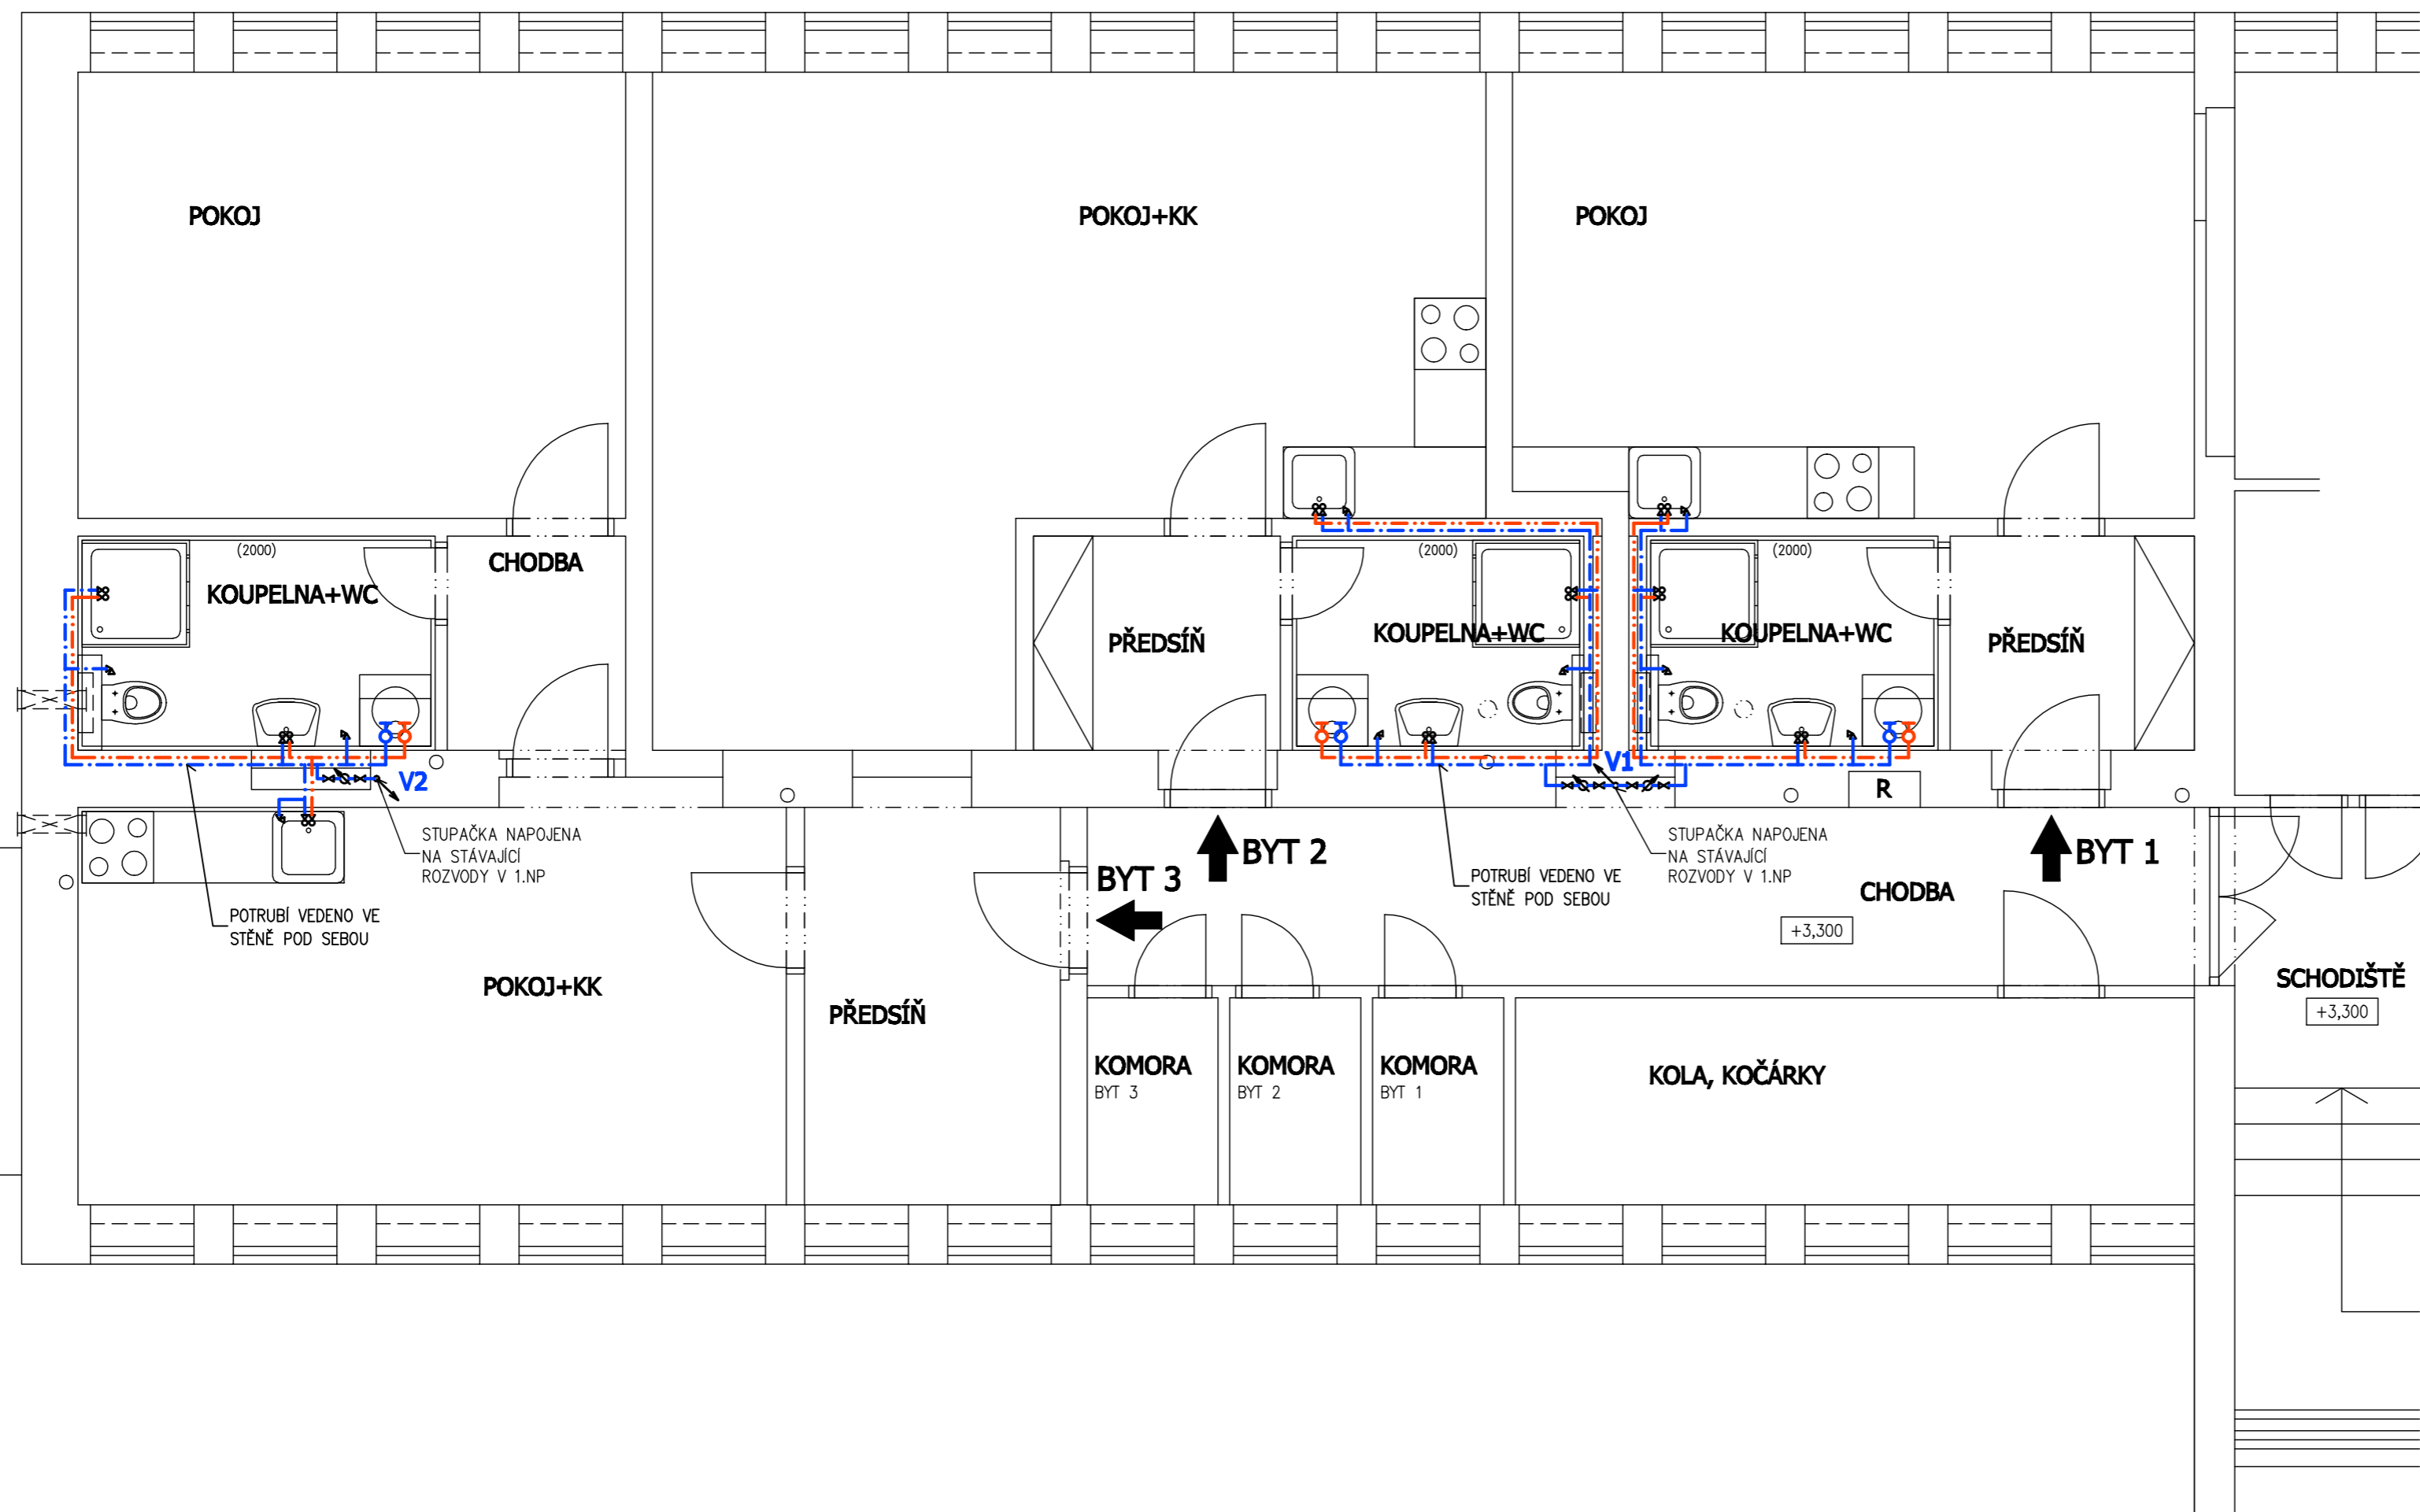 POKOJ
POKOJ+KK
POKOJ
(2000)
CHODBA
KOUPELNA+WC
(2000)
(2000)
PŘEDSÍŇ
KOUPELNA+WC
KOUPELNA+WC
PŘEDSÍŇ
V2
V1
R
STUPAČKA NAPOJENA
NA STÁVAJÍCÍ
ROZVODY V 1.NP
BYT 2
STUPAČKA NAPOJENA
NA STÁVAJÍCÍ
ROZVODY V 1.NP
BYT 1
BYT 3
POTRUBÍ VEDENO VE
STĚNĚ POD SEBOU
CHODBA
POTRUBÍ VEDENO VE
STĚNĚ POD SEBOU
+3,300
POKOJ+KK
PŘEDSÍŇ
SCHODIŠTĚ
+3,300
KOMORA
BYT 3
KOMORA
BYT 2
KOMORA
BYT 1
KOLA, KOČÁRKY